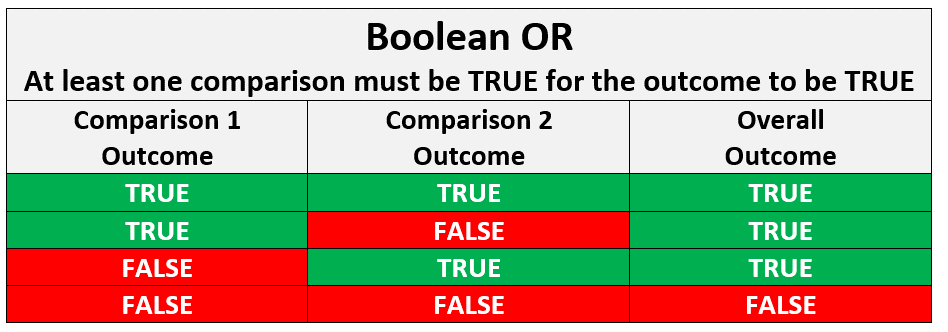 Boolean OR
At least one comparison must be TRUE for the outcome to be TRUE
Comparison 1 Outcome
Comparison 2 Outcome
Overall Outcome
TRUE TRUE TRUE
TRUE FALSE TRUE
FALSE TRUE TRUE
FALSE FALSE FALSE